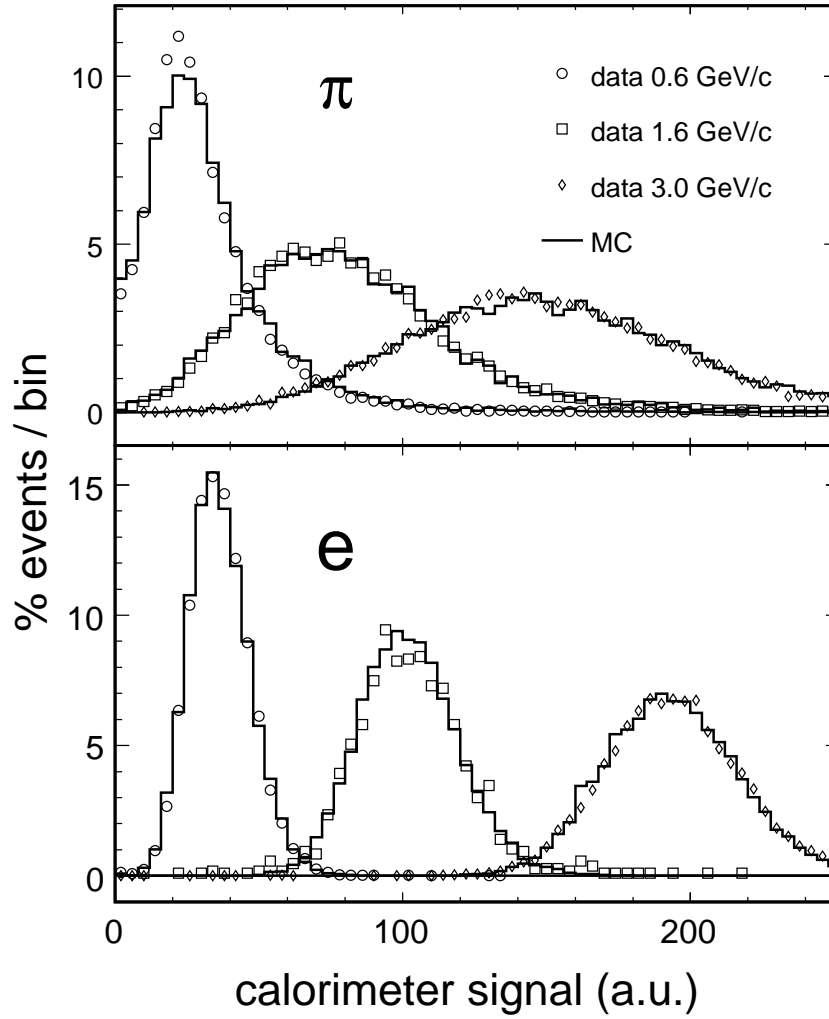 π
data 0.6 GeV/c
data 1.6 GeV/c
data 3.0 GeV/c
MC
10
5
0
e
15
10
5
0
% events / bin
0 100 200
calorimeter signal (a.u.)